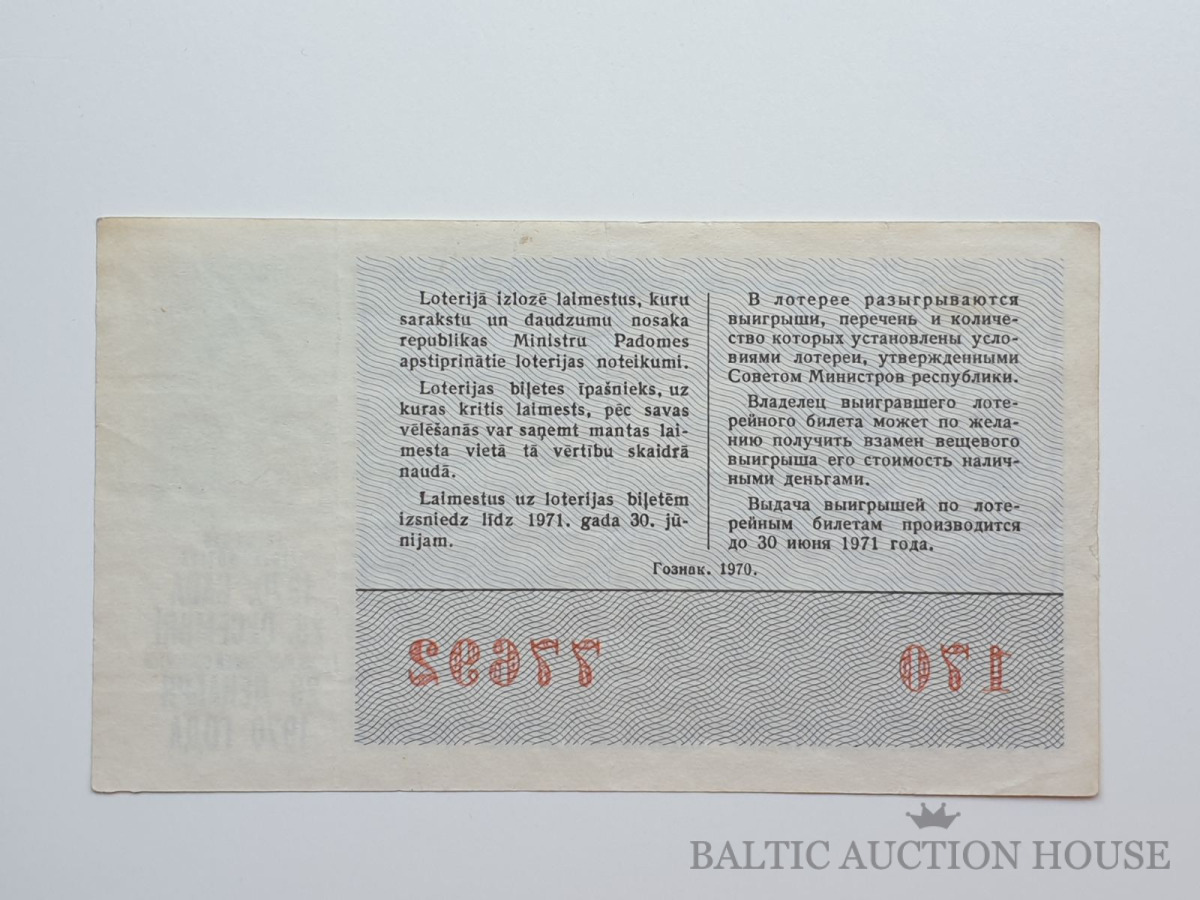 Loterijā izlozē laimestus, kuru
sarakstu un daudzumu nosaka
republikas Ministru Padomes
apstiprinātie loterijas noteikumi.
Loterijas biļetes īpašnieks, uz
kuras kritis laimests, pēc savas
vēlēšanās var saņemt mantas lai-
mesta vietā tā vērtību skaidrā
naudā.
Laimestus uz loterijas biļetēm
izsniedz līdz 1971. gada 30. jū-
nijam.
В лотерее разыгрываются
выигрыши, перечень и количе-
ство которых установлены усло-
виями лотереи, утвержденными
Советом Министров республики.
Владелец выигравшего лоте-
рейного билета может по жела-
нию получить взамен вещевого
выигрыша его стоимость налич-
ными деньгами.
Выдача выигрышей по лоте-
рейным билетам производится
до 30 июня 1971 года.
Гознак. 1970.
170
77692
1970 ГОДА
BALTIC AUCTION HOUSE